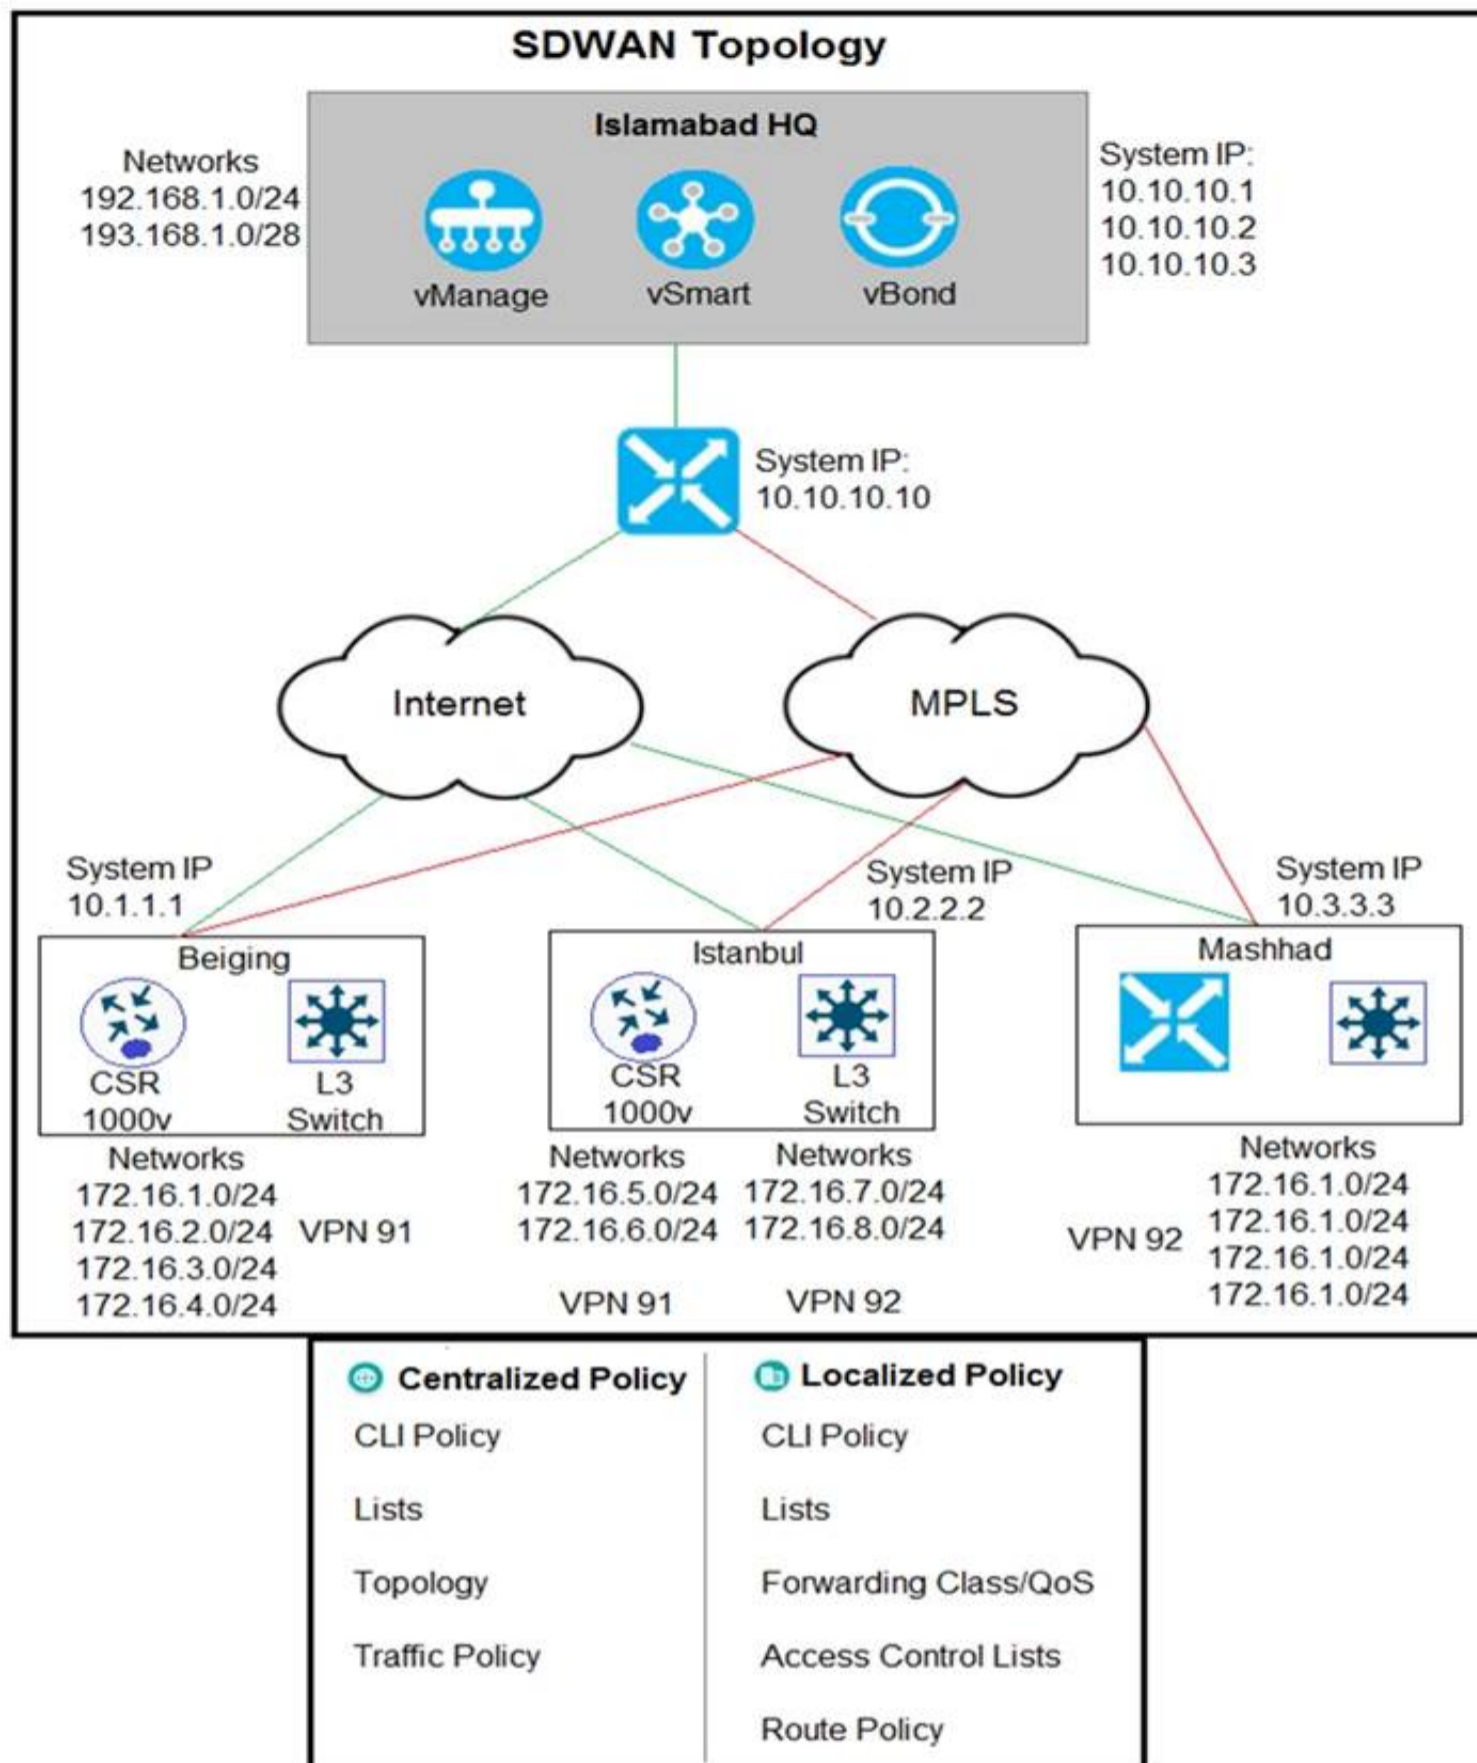 SDWAN Topology
Islamabad HQ
Networks
192.168.1.0/24
193.168.1.0/28
vManage
vSmart
vBond
System IP:
10.10.10.1
10.10.10.2
10.10.10.3
System IP:
10.10.10.10
Internet
MPLS
System IP
10.1.1.1
System IP
10.2.2.2
System IP
10.3.3.3
Beiging
CSR
1000v
L3
Switch
Istanbul
CSR
1000v
L3
Switch
Mashhad
Networks
172.16.1.0/24
172.16.2.0/24
172.16.3.0/24
172.16.4.0/24
VPN 91
Networks
172.16.5.0/24
172.16.6.0/24
VPN 91
Networks
172.16.7.0/24
172.16.8.0/24
VPN 92
VPN 92
Networks
172.16.1.0/24
172.16.1.0/24
172.16.1.0/24
172.16.1.0/24
Centralized Policy
CLI Policy
Lists
Topology
Traffic Policy
Localized Policy
CLI Policy
Lists
Forwarding Class/QoS
Access Control Lists
Route Policy